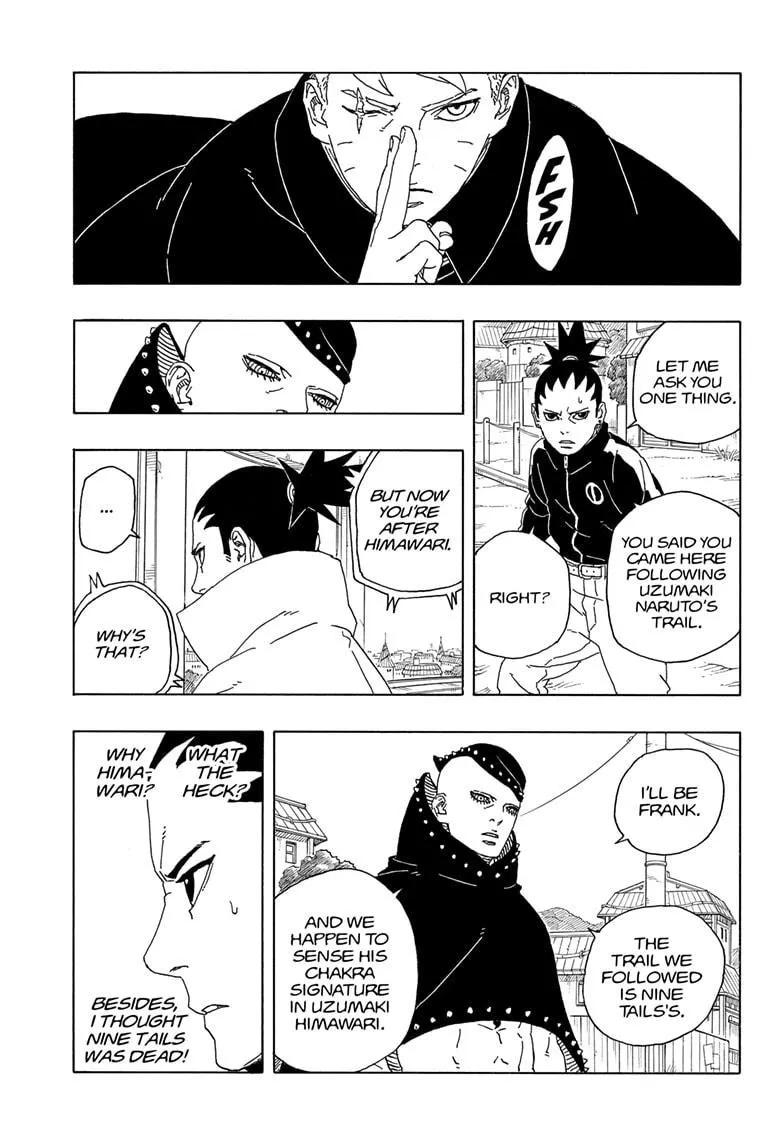 FSH
LET ME
ASK YOU
ONE THING.
YOU SAID YOU
CAME HERE
FOLLOWING
UZUMAKI
NARUTO'S
TRAIL.
RIGHT?
BUT NOW
YOU'RE
AFTER
HIMAWARI.
...
WHY'S
THAT?
I'LL BE
FRANK.
THE
TRAIL WE
FOLLOWED
IS NINE
TAILS'S.
AND WE
HAPPEN TO
SENSE HIS
CHAKRA
SIGNATURE
IN UZUMAKI
HIMAWARI.
WHAT
THE
HECK?
WHY
HIMA-
WARI?
BESIDES,
I THOUGHT
NINE TAILS
WAS DEAD!